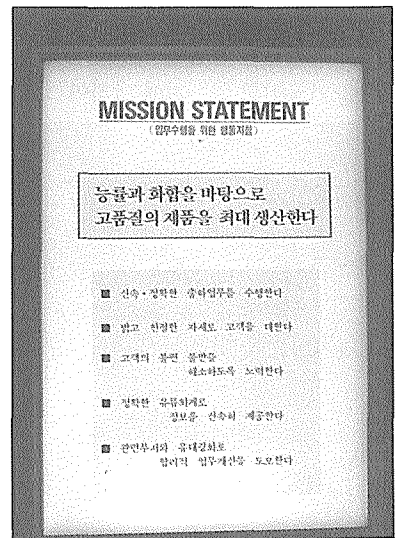 MISSION STATEMENT
(임무수행을 위한 행동지침)
능률과 화합을 바탕으로
고품질의 제품을 최대 생산한다
■ 신속·정확한 출하업무를 수행한다
■ 밝고 친절한 자세로 고객을 대한다
■ 고객의 불편 불만을
해소하도록 노력한다
■ 정확한 유류회계로
정보를 신속히 제공한다
■ 관련부서와 유대강화로
합리적 업무개선을 도모한다